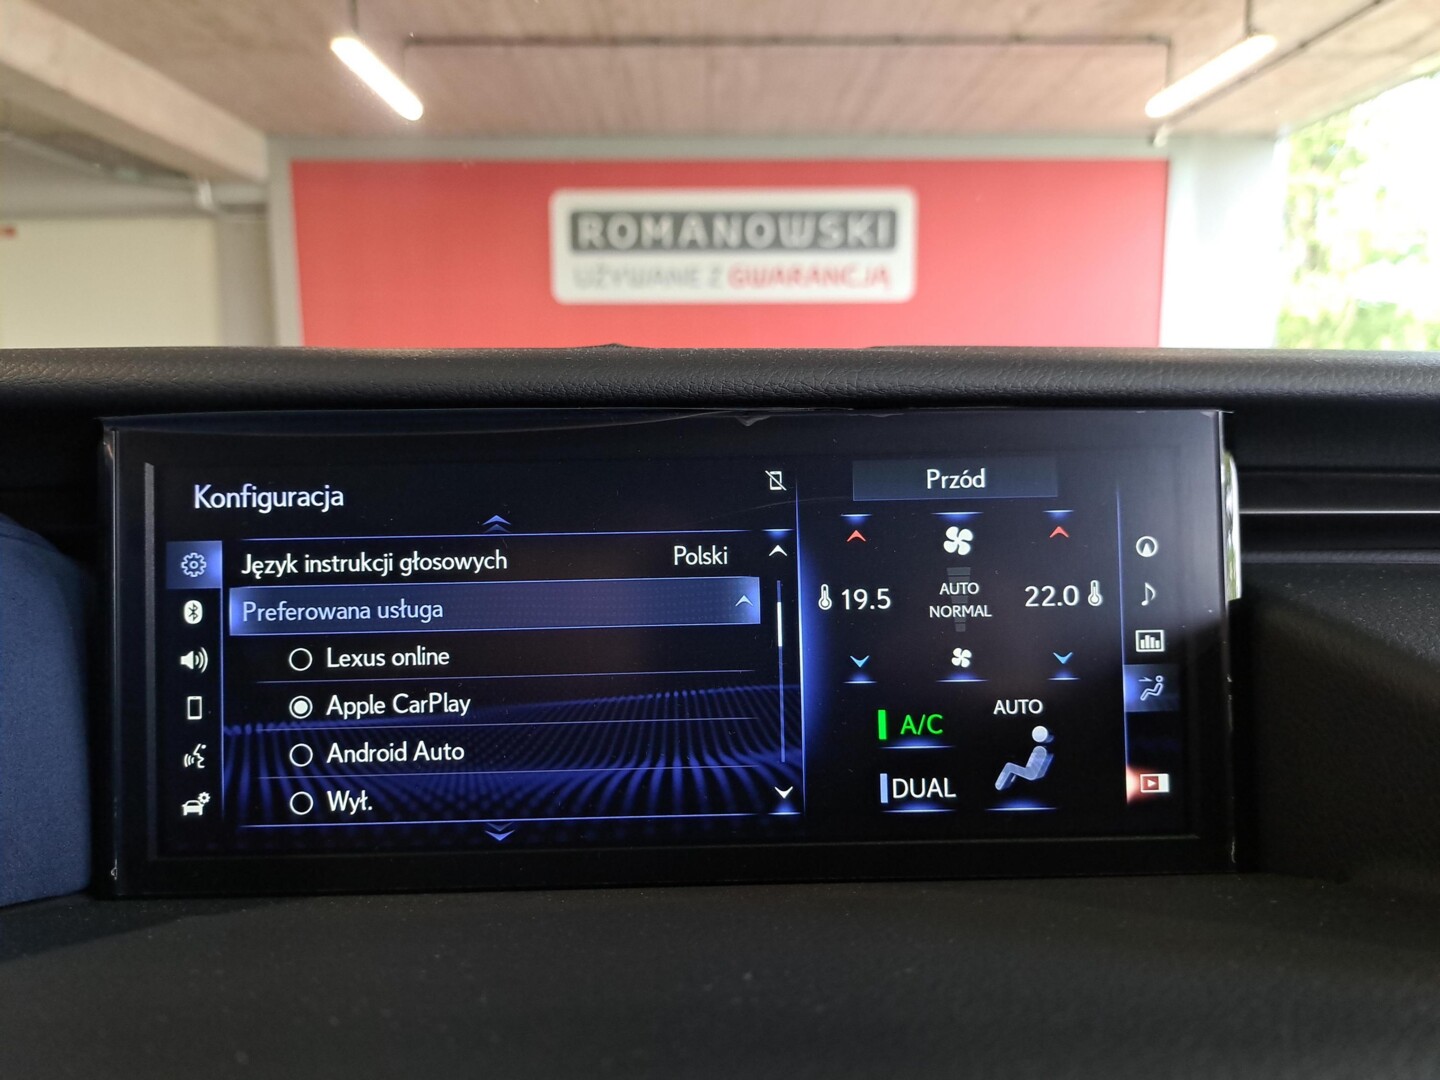 ROMANOWSKI
UŻYWANE Z GWARANCJĄ
Konfiguracja
Język instrukcji głosowych Polski
Preferowana usługa
Lexus online
Apple CarPlay
Android Auto
Wył.
Przód
19.5
AUTO
NORMAL
22.0
A/C
AUTO
DUAL